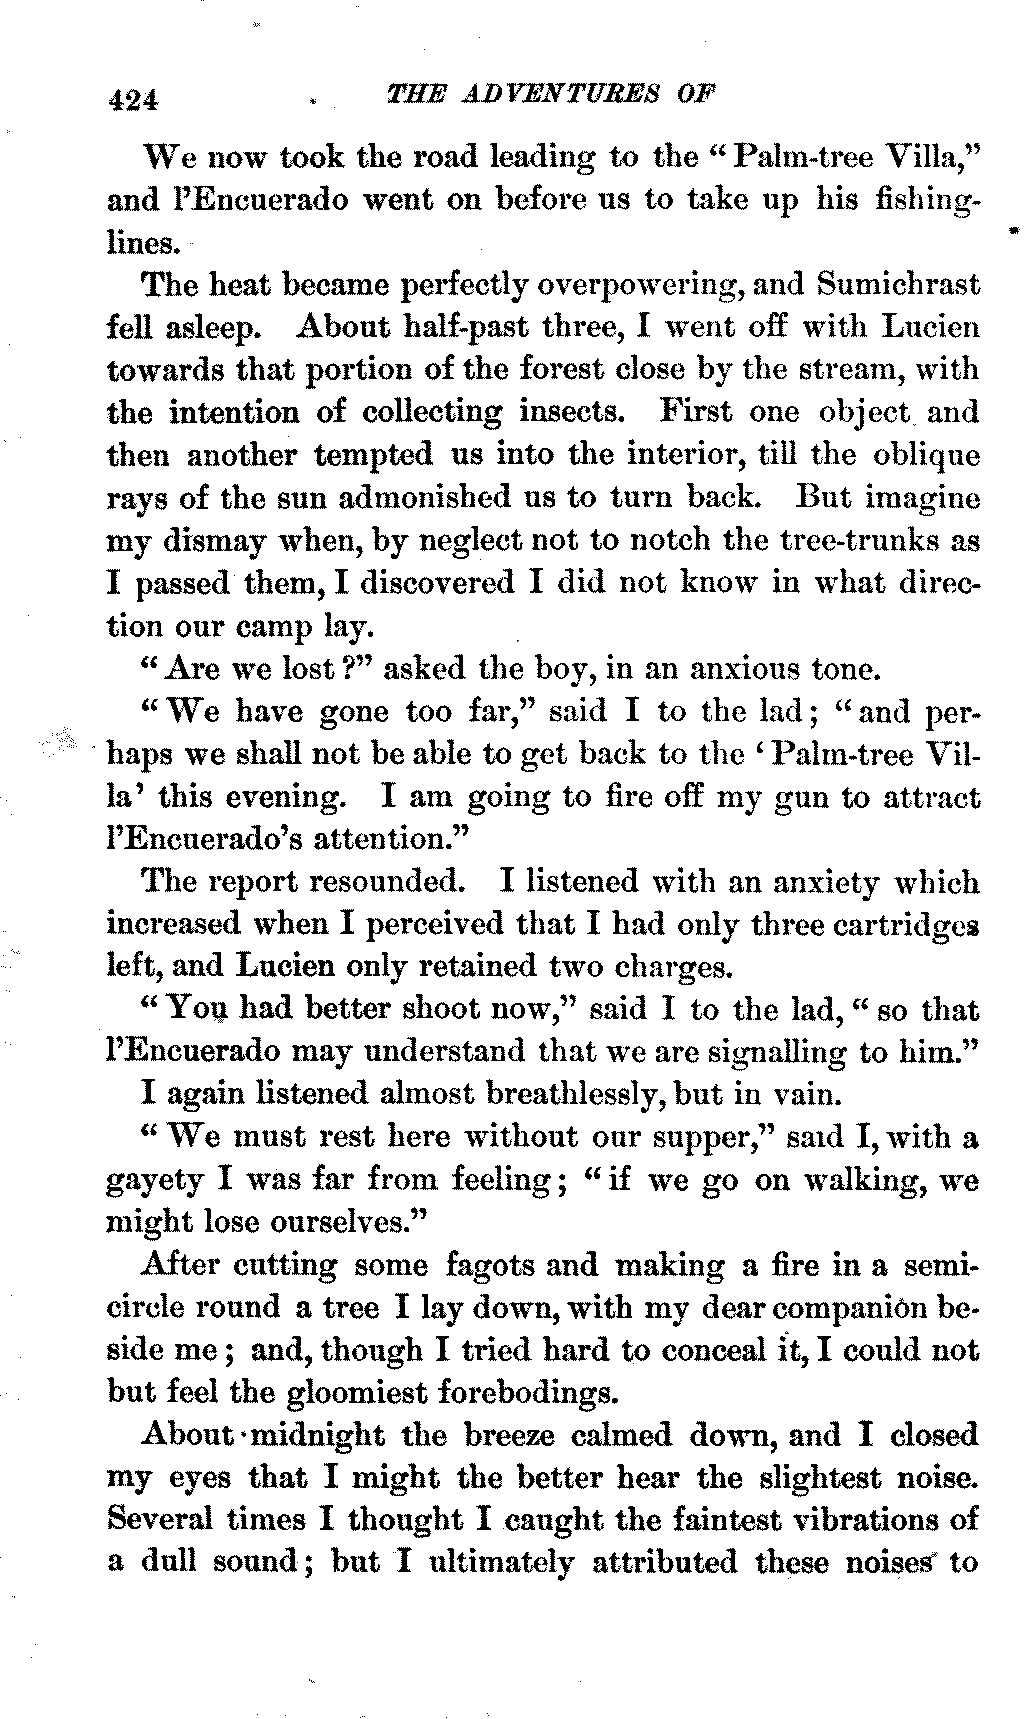 424 THE ADVENTURES OF
We now took the road leading to the “Palm-tree Villa,”
and l’Encuerado went on before us to take up his fishing-
lines.
The heat became perfectly overpowering, and Sumichrast
fell asleep. About half-past three, I went off with Lucien
towards that portion of the forest close by the stream, with
the intention of collecting insects. First one object and
then another tempted us into the interior, till the oblique
rays of the sun admonished us to turn back. But imagine
my dismay when, by neglect not to notch the tree-trunks as
I passed them, I discovered I did not know in what direc-
tion our camp lay.
“Are we lost?” asked the boy, in an anxious tone.
“We have gone too far,” said I to the lad; “and per-
haps we shall not be able to get back to the ‘Palm-tree Vil-
la’ this evening. I am going to fire off my gun to attract
l’Encuerado’s attention.”
The report resounded. I listened with an anxiety which
increased when I perceived that I had only three cartridges
left, and Lucien only retained two charges.
“You had better shoot now,” said I to the lad, “so that
l’Encuerado may understand that we are signalling to him.”
I again listened almost breathlessly, but in vain.
“We must rest here without our supper,” said I, with a
gayety I was far from feeling; “if we go on walking, we
might lose ourselves.”
After cutting some fagots and making a fire in a semi-
circle round a tree I lay down, with my dear companion be-
side me; and, though I tried hard to conceal it, I could not
but feel the gloomiest forebodings.
About midnight the breeze calmed down, and I closed
my eyes that I might the better hear the slightest noise.
Several times I thought I caught the faintest vibrations of
a dull sound; but I ultimately attributed these noises to